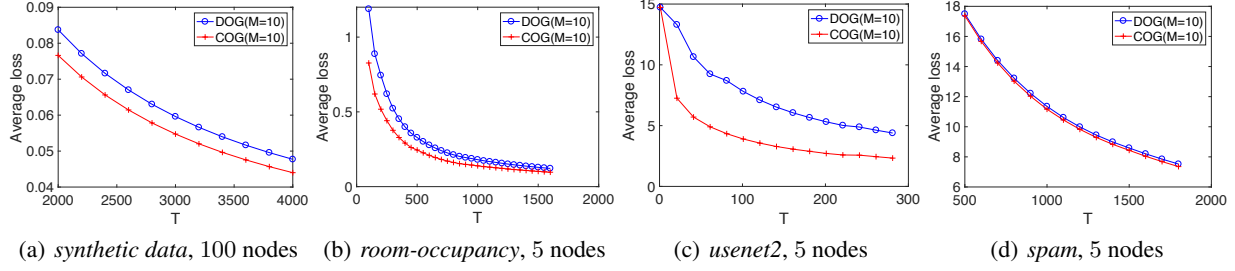 0.09
0.08
0.07
0.06
0.05
0.04
Average loss
DOG(M=10)
COG(M=10)
2000 2500 3000 3500 4000
T
(a) synthetic data, 100 nodes
1
0.5
0
Average loss
DOG(M=10)
COG(M=10)
0 500 1000 1500 2000
T
(b) room-occupancy, 5 nodes
15
10
5
0
Average loss
DOG(M=10)
COG(M=10)
0 100 200 300
T
(c) usenet2, 5 nodes
18
16
14
12
10
8
6
Average loss
DOG(M=10)
COG(M=10)
500 1000 1500 2000
T
(d) spam, 5 nodes